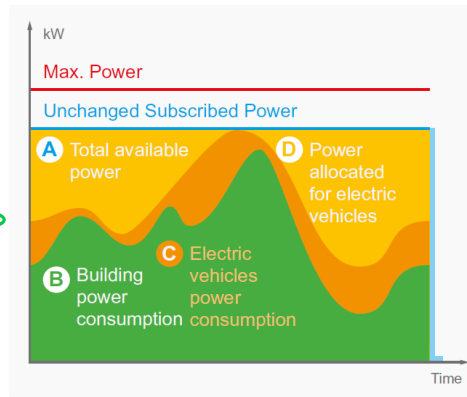 kW
Max. Power
Unchanged Subscribed Power
A Total available
power
D Power
allocated
for electric
vehicles
B Building
power
consumption
C Electric
vehicles
power
consumption
Time